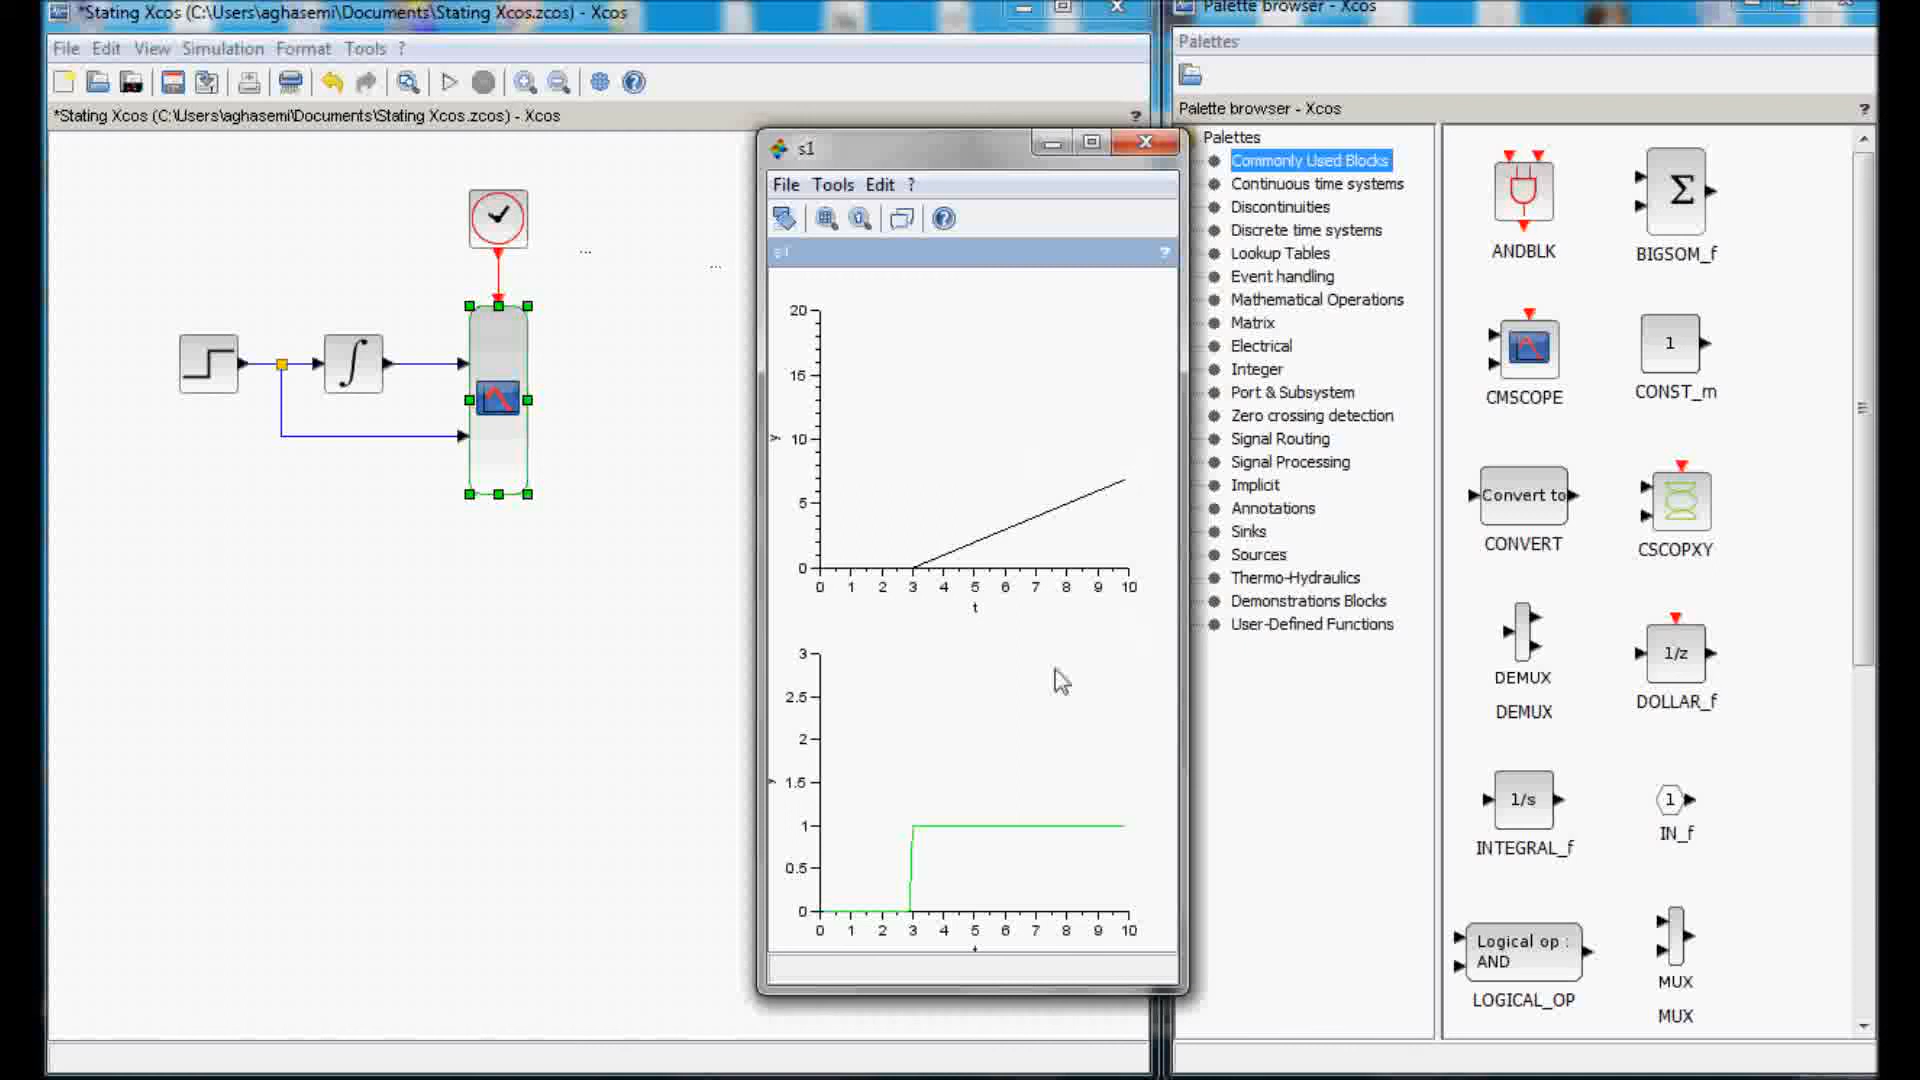 *Stating Xcos (C:\Users\aghasemi\Documents\Stating Xcos.zcos) - Xcos
File Edit View Simulation Format Tools ?
*Stating Xcos (C:\Users\aghasemi\Documents\Stating Xcos.zcos) - Xcos
?
...
...
s1
File Tools Edit ?
s1
?
20
15
y 10
5
0
0 1 2 3 4 5 6 7 8 9 10
t
3
2.5
2
y 1.5
1
0.5
0
0 1 2 3 4 5 6 7 8 9 10
Palette browser - Xcos
Palettes
Palette browser - Xcos
?
Palettes
Commonly Used Blocks
Continuous time systems
Discontinuities
Discrete time systems
Lookup Tables
Event handling
Mathematical Operations
Matrix
Electrical
Integer
Port & Subsystem
Zero crossing detection
Signal Routing
Signal Processing
Implicit
Annotations
Sinks
Sources
Thermo-Hydraulics
Demonstrations Blocks
User-Defined Functions
Σ
ANDBLK
BIGSOM_f
1
CMSCOPE
CONST_m
Convert to
CONVERT
CSCOPXY
1/z
DEMUX
DEMUX
DOLLAR_f
1/s
1
INTEGRAL_f
IN_f
Logical op :
AND
LOGICAL_OP
MUX
MUX